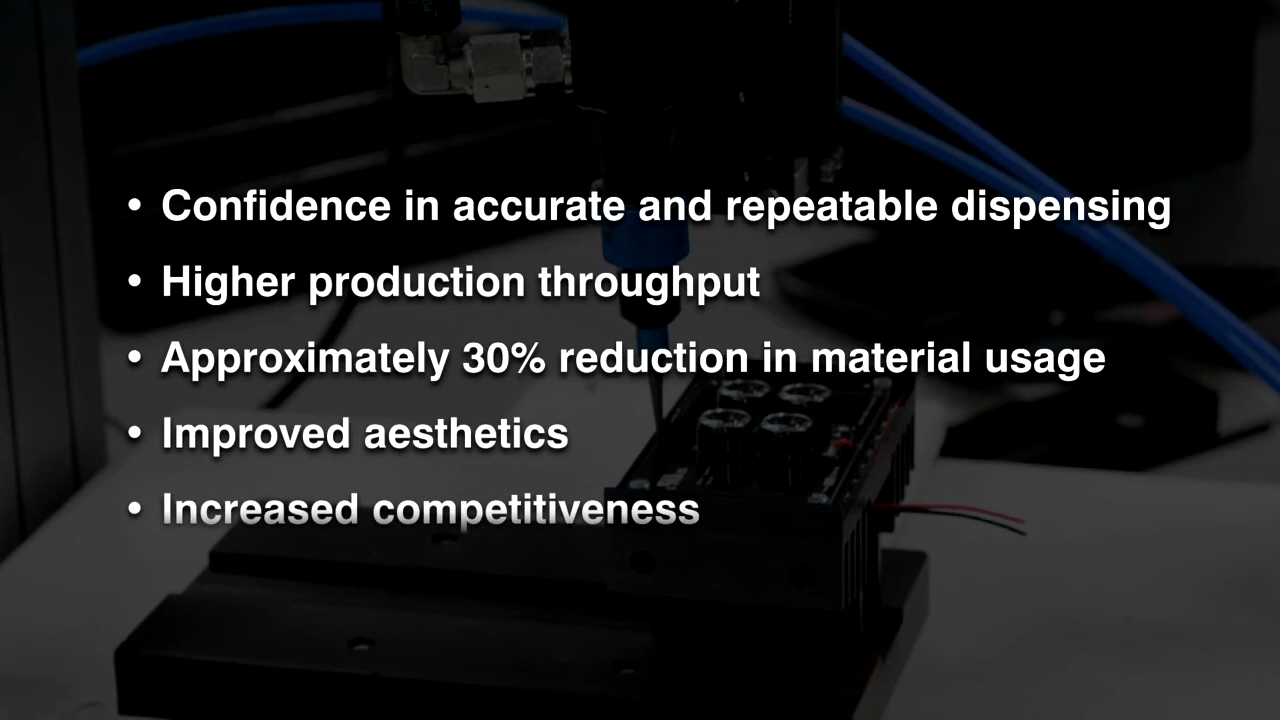 • Confidence in accurate and repeatable dispensing
• Higher production throughput
• Approximately 30% reduction in material usage
• Improved aesthetics
• Increased competitiveness